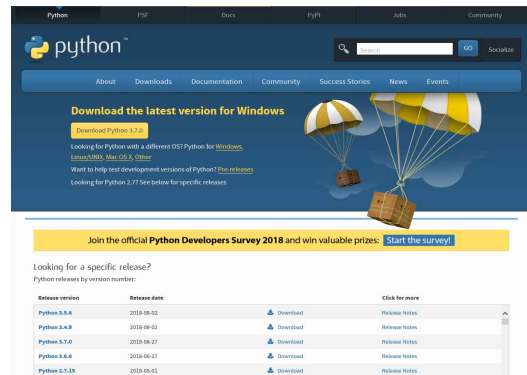 Python PSF Docs PyPI Jobs Community
python™
Search GO Socialize
About Downloads Documentation Community Success Stories News Events
Download the latest version for Windows
Download Python 3.7.0
Looking for Python with a different OS? Python for Windows,
Linux/UNIX, Mac OS X, Other
Want to help test development versions of Python? Pre-releases
Looking for Python 2.7? See below for specific releases
Join the official Python Developers Survey 2018 and win valuable prizes: Start the survey!
Looking for a specific release?
Python releases by version number:
Release version Release date Click for more
Python 3.5.6 2018-08-02 Download Release Notes
Python 3.4.9 2018-08-02 Download Release Notes
Python 3.7.0 2018-06-27 Download Release Notes
Python 3.6.6 2018-06-27 Download Release Notes
Python 2.7.15 2018-05-01 Download Release Notes